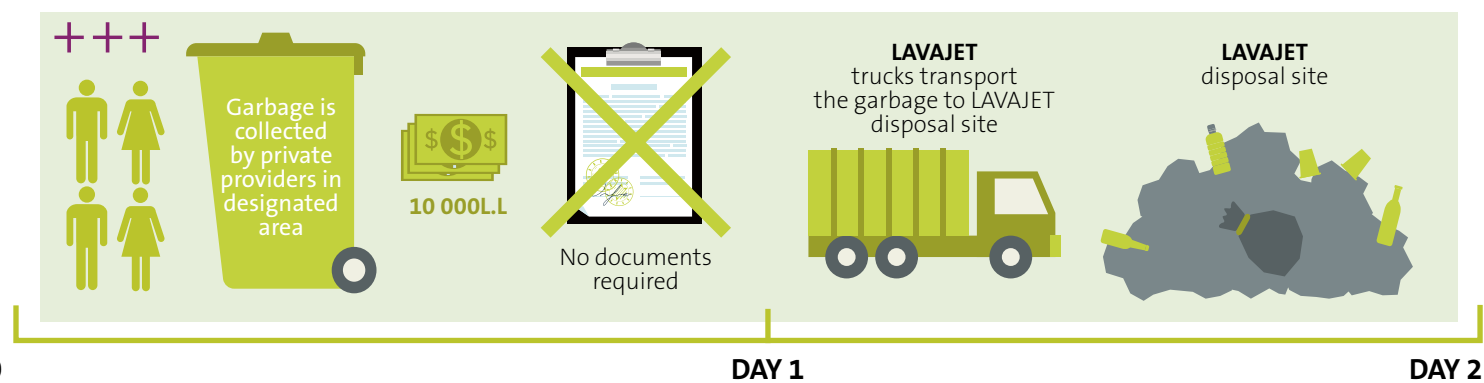 +++
Garbage is
collected
by private
providers in
designated
area
$ $ $
10 000L.L
No documents
required
LAVAJET
trucks transport
the garbage to LAVAJET
disposal site
LAVAJET
disposal site
DAY 1
DAY 2